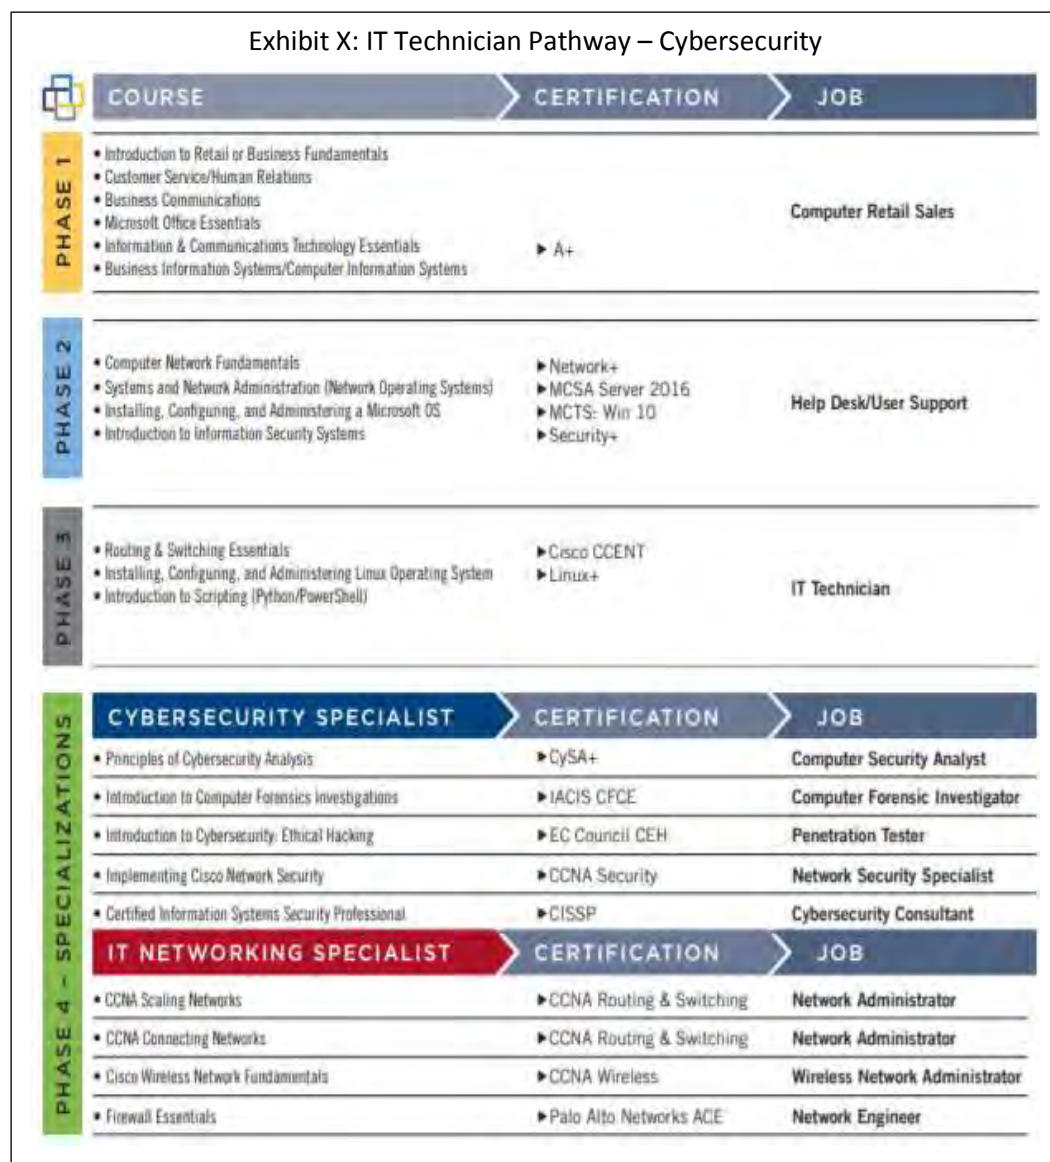 Exhibit X: IT Technician Pathway – Cybersecurity
COURSE CERTIFICATION JOB
PHASE 1
• Introduction to Retail or Business Fundamentals
• Customer Service/Human Relations
• Business Communications
• Microsoft Office Essentials
• Information & Communications Technology Essentials
• Business Information Systems/Computer Information Systems
▶ A+
Computer Retail Sales
PHASE 2
• Computer Network Fundamentals
• Systems and Network Administration (Network Operating Systems)
• Installing, Configuring, and Administering a Microsoft OS
• Introduction to Information Security Systems
▶Network+
▶MCSA Server 2016
▶MCTS: Win 10
▶Security+
Help Desk/User Support
PHASE 3
• Routing & Switching Essentials
• Installing, Configuring, and Administering Linux Operating System
• Introduction to Scripting (Python/PowerShell)
▶Cisco CCENT
▶Linux+
IT Technician
PHASE 4 – SPECIALIZATIONS
CYBERSECURITY SPECIALIST CERTIFICATION JOB
• Principles of Cybersecurity Analysis ▶CySA+ Computer Security Analyst
• Introduction to Computer Forensics Investigations ▶IACIS CFCE Computer Forensic Investigator
• Introduction to Cybersecurity: Ethical Hacking ▶EC Council CEH Penetration Tester
• Implementing Cisco Network Security ▶CCNA Security Network Security Specialist
• Certified Information Systems Security Professional ▶CISSP Cybersecurity Consultant
IT NETWORKING SPECIALIST CERTIFICATION JOB
• CCNA Scaling Networks ▶CCNA Routing & Switching Network Administrator
• CCNA Connecting Networks ▶CCNA Routing & Switching Network Administrator
• Cisco Wireless Network Fundamentals ▶CCNA Wireless Wireless Network Administrator
• Firewall Essentials ▶Palo Alto Networks ACE Network Engineer